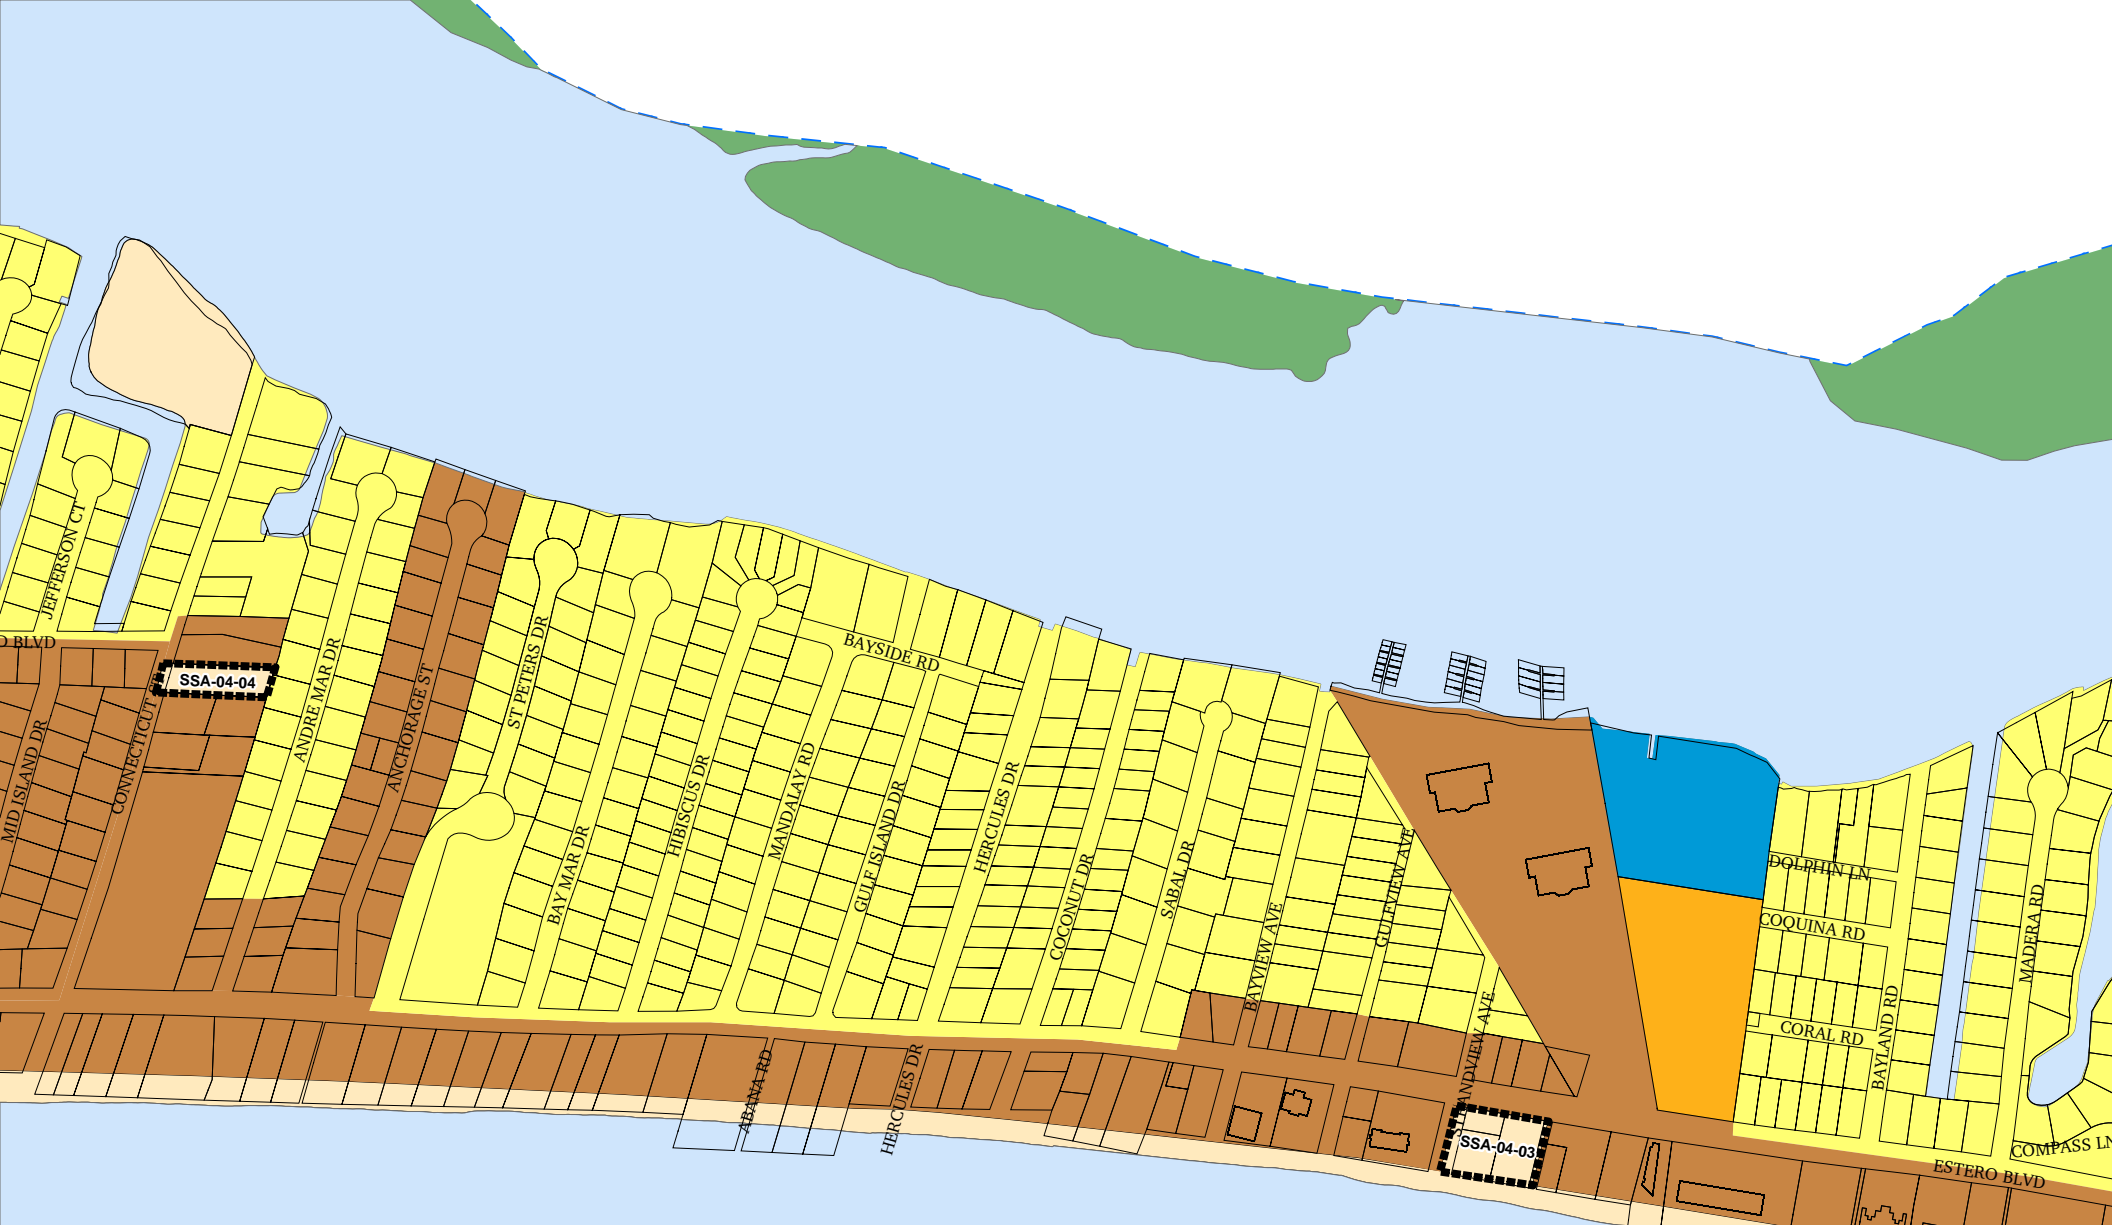 JEFFERSON CT
O BLVD
SSA-04-04
MID ISLAND DR
CONNECTICUT ST
ANDRE MAR DR
ANCHORAGE ST
ST PETERS DR
BAY MAR DR
HIBISCUS DR
MANDALAY RD
BAYSIDE RD
GULF ISLAND DR
HERCULES DR
COCONUT DR
SABAL DR
BAYVIEW AVE
GULFVIEW AVE
STRANDVIEW AVE
ABANA RD
HERCULES DR
SSA-04-03
DOLPHIN LN
COQUINA RD
CORAL RD
BAYLAND RD
MADERA RD
COMPASS LN
ESTERO BLVD